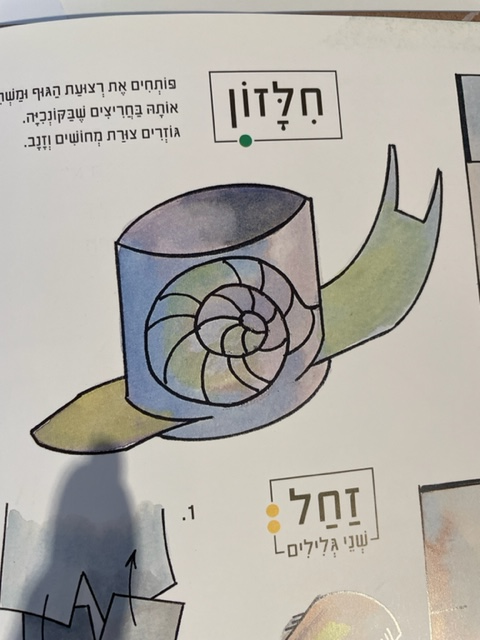 חִלָּזוֹן
פּוֹתְחִים אֶת רְצוּעַת הַגּוּף
אוֹתָהּ בַּחֲרִיצִים שֶׁבַּקּוֹנְכִיָּה.
גּוֹזְרִים צוּרַת מְחוֹשִׁים וְזָנָב.
זַחַל
שְׁנֵי גְּלִילִים
1.